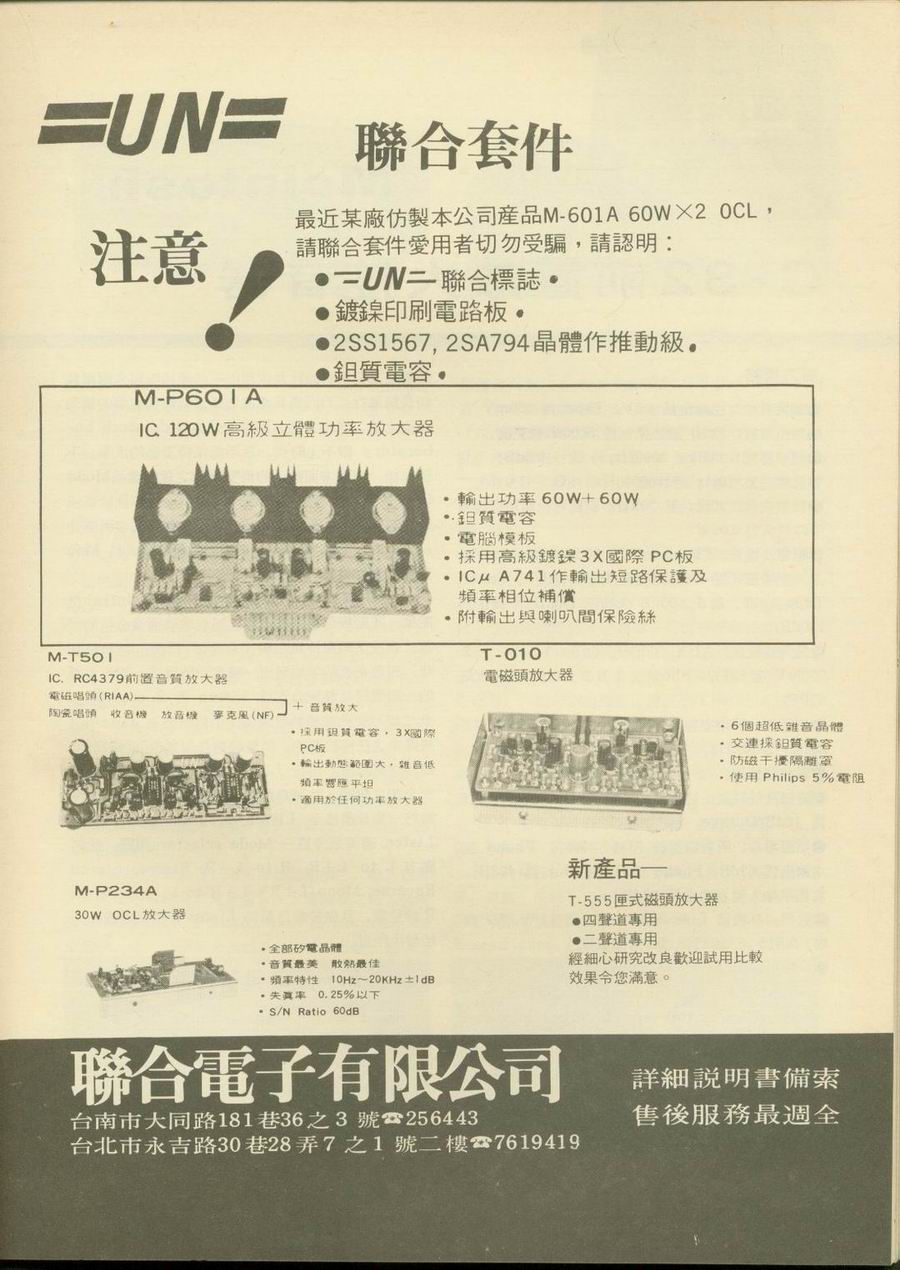 UN
聯合套件
注意!
最近某廠仿製本公司產品M-601A 60W×2 OCL，
請聯合套件愛用者切勿受騙，請認明：
●UN聯合標誌•
●鍍鎳印刷電路板•
●2SS1567, 2SA794晶體作推動級•
●鉭質電容•
M-P601A
IC. 120W高級立體功率放大器
•輸出功率60W+60W
•鉭質電容
•電腦模板
•採用高級鍍鎳3X國際PC板
•ICμA741作輸出短路保護及
頻率相位補償
•附輸出與喇叭間保險絲
M-T501
IC. RC4379前置音質放大器
電磁唱頭(RIAA)
陶瓷唱頭 收音機 放音機 麥克風(NF)
+ 音質放大
•採用鉭質電容，3X國際
PC板
•輸出動態範圍大，雜音低
頻率響應平坦
•適用於任何功率放大器
T-010
電磁頭放大器
•6個超低雜音晶體
•交連採鉭質電容
•防磁干擾隔離罩
•使用Philips 5%電阻
M-P234A
30W OCL放大器
•全部矽電晶體
•音質最美 散熱最佳
•頻率特性 10Hz～20KHz±1dB
•失眞率 0.25%以下
•S/N Ratio 60dB
新產品—
T-555匣式磁頭放大器
●四聲道專用
●二聲道專用
經細心研究改良歡迎試用比較
效果令您滿意。
聯合電子有限公司
台南市大同路181巷36之3號☎256443
台北市永吉路30巷28弄7之1號二樓☎7619419
詳細說明書備索
售後服務最週全